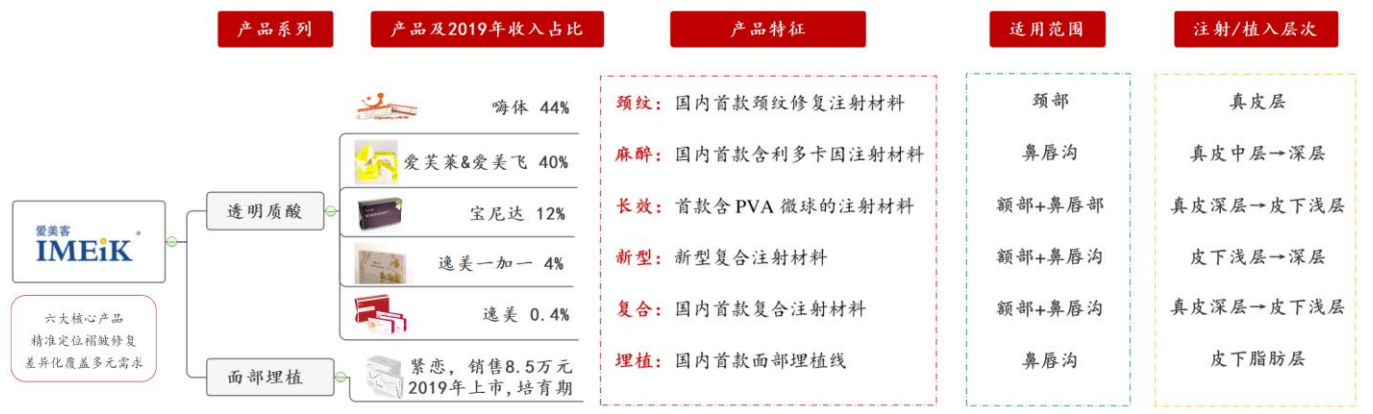 产品系列
产品及2019年收入占比
产品特征
适用范围
注射/植入层次
嗨体 44%
颈纹：国内首款颈纹修复注射材料
颈部
真皮层
爱芙莱&爱美飞 40%
麻醉：国内首款含利多卡因注射材料
鼻唇沟
真皮中层→深层
透明质酸
宝尼达 12%
长效：首款含PVA微球的注射材料
额部+鼻唇部
真皮深层→皮下浅层
爱美客
IMEiK
逸美一加一 4%
新型：新型复合注射材料
额部+鼻唇沟
皮下浅层→深层
六大核心产品
精准定位褶皱修复
差异化覆盖多元需求
逸美 0.4%
复合：国内首款复合注射材料
额部+鼻唇沟
真皮深层→皮下浅层
面部埋植
紧恋，销售8.5万元
2019年上市,培育期
埋植：国内首款面部埋植线
鼻唇沟
皮下脂肪层